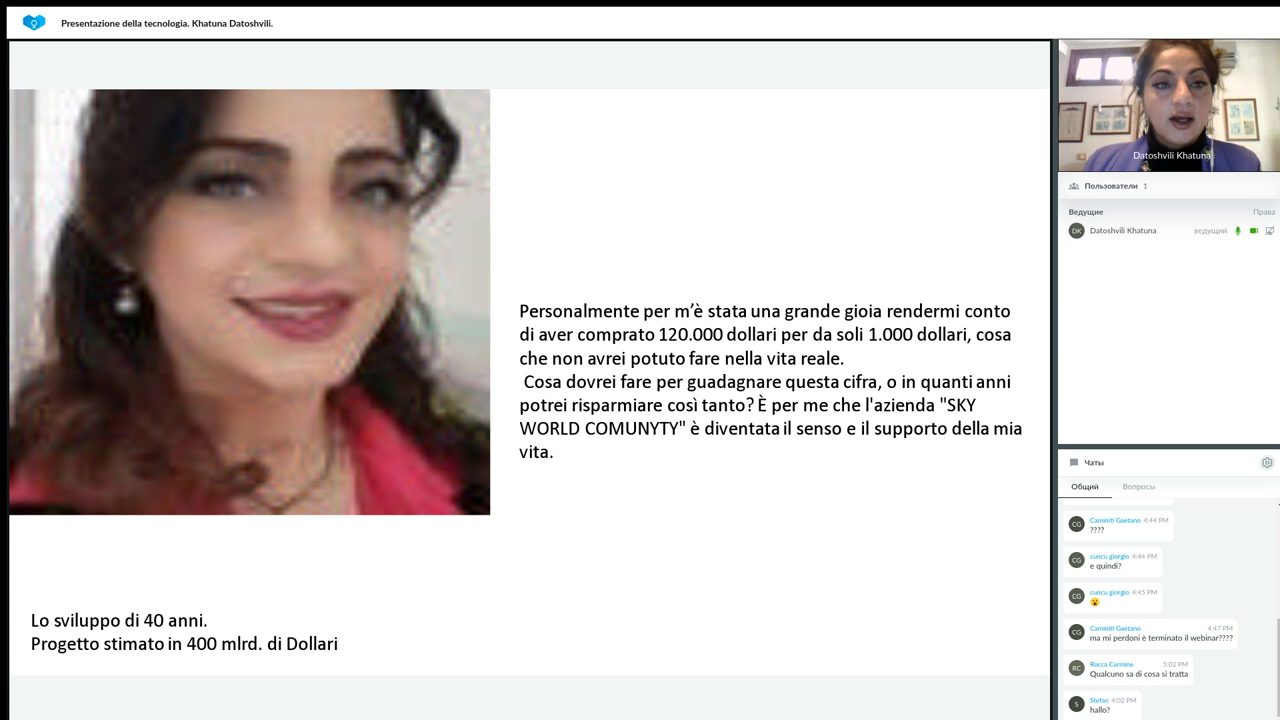 Presentazione della tecnologia. Khatuna Datoshvili.
Personalmente per m’è stata una grande gioia rendermi conto
di aver comprato 120.000 dollari per da soli 1.000 dollari, cosa
che non avrei potuto fare nella vita reale.
Cosa dovrei fare per guadagnare questa cifra, o in quanti anni
potrei risparmiare così tanto? È per me che l'azienda "SKY
WORLD COMUNYTY" è diventata il senso e il supporto della mia
vita.
Lo sviluppo di 40 anni.
Progetto stimato in 400 mlrd. di Dollari
Datoshvili Khatuna
Пользователи 1
Ведущие Права
DK Datoshvili Khatuna ведущий
Чаты
Общий Вопросы
CG Caminiti Gaetano 4:44 PM
????
CG cuncu giorgio 4:44 PM
e quindi?
CG cuncu giorgio 4:45 PM
😮
CG Caminiti Gaetano 4:47 PM
ma mi perdoni è terminato il webinar????
RC Rocca Carmine 5:02 PM
Qualcuno sa di cosa si tratta
S Stefan 4:02 PM
hallo?